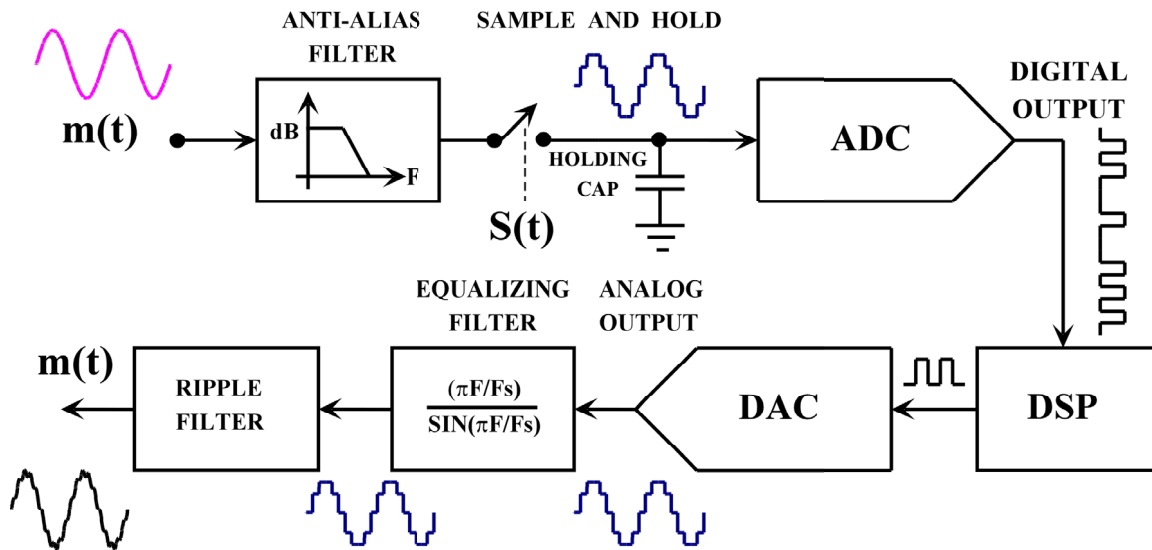 ANTI-ALIAS
FILTER
SAMPLE AND HOLD
m(t)
dB
F
HOLDING
CAP
S(t)
ADC
DIGITAL
OUTPUT
EQUALIZING
FILTER
ANALOG
OUTPUT
m(t)
RIPPLE
FILTER
(πF/Fs)
SIN(πF/Fs)
DAC
DSP